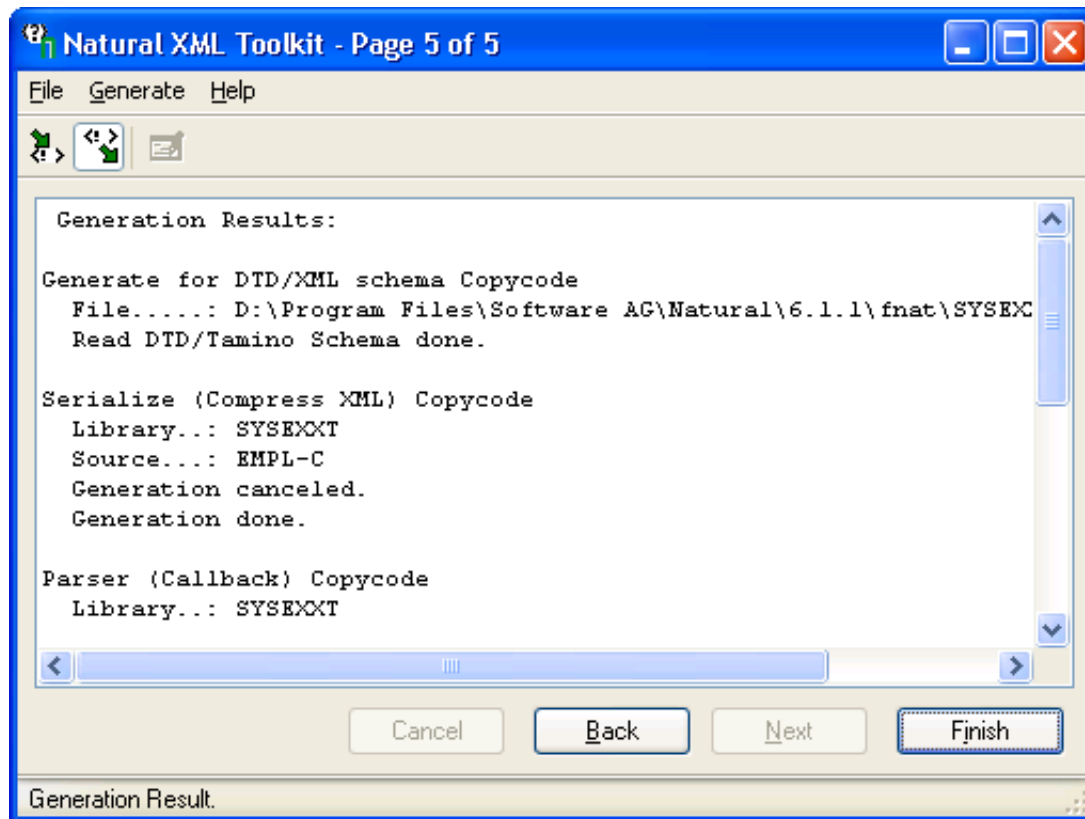 Natural XML Toolkit - Page 5 of 5
File Generate Help
Generation Results:
Generate for DTD/XML schema Copycode
File.....: D:\Program Files\Software AG\Natural\6.1.1\fnat\SYSEX
Read DTD/Tamino Schema done.
Serialize (Compress XML) Copycode
Library..: SYSEXXT
Source...: EMPL-C
Generation canceled.
Generation done.
Parser (Callback) Copycode
Library..: SYSEXXT
Cancel Back Next Finish
Generation Result.